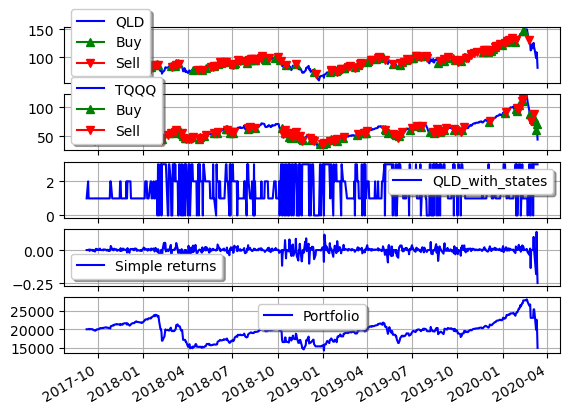 QLD
Buy
Sell
150
100
TQQQ
Buy
Sell
100
50
QLD_with_states
2
0
Simple returns
0.00
−0.25
Portfolio
25000
20000
15000
2017-10 2018-01 2018-04 2018-07 2018-10 2019-01 2019-04 2019-07 2019-10 2020-01 2020-04